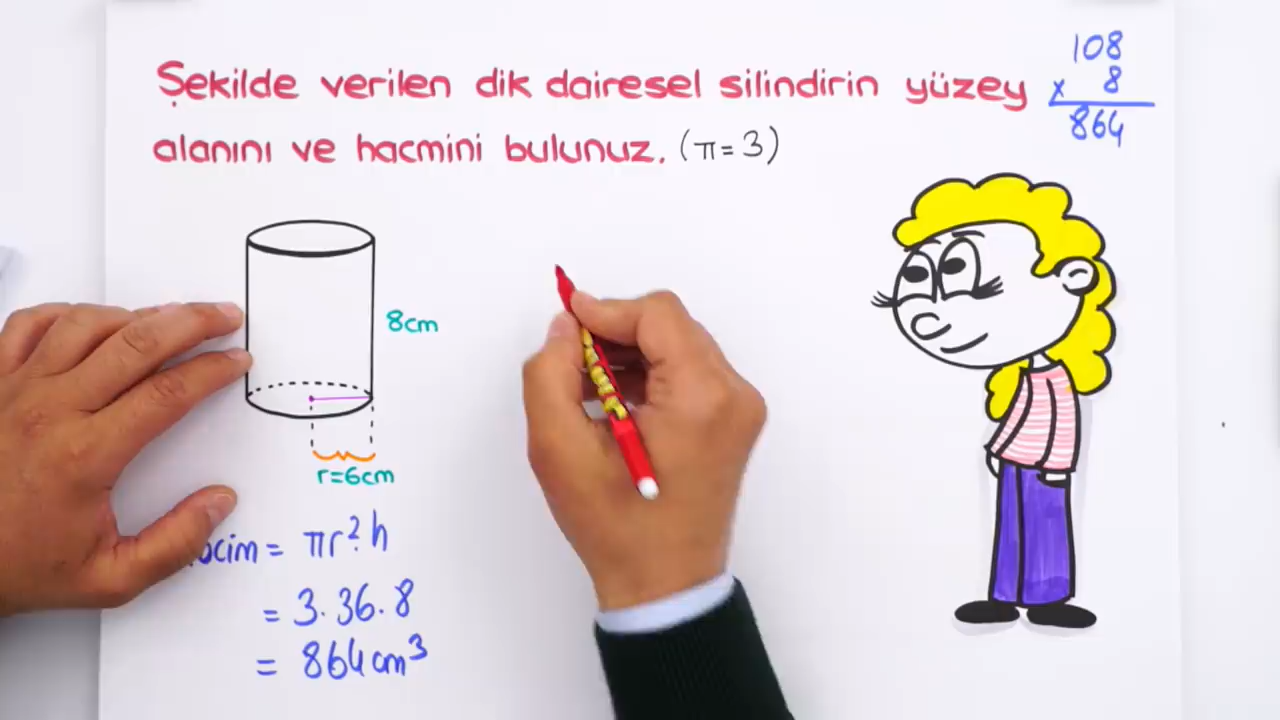 Şekilde verilen dik dairesel silindirin yüzey
alanını ve hacmini bulunuz. (π=3)
108
x 8
864
8cm
r=6cm
= πr².h
= 3.36.8
= 864cm³